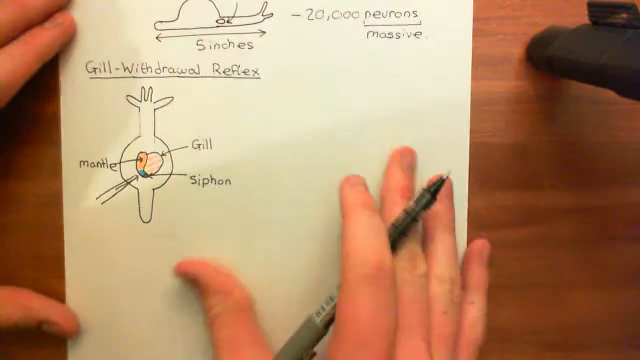 - 20,000 neurons
massive.
5 inches
Gill-Withdrawal Reflex
Gill
mantle
Siphon